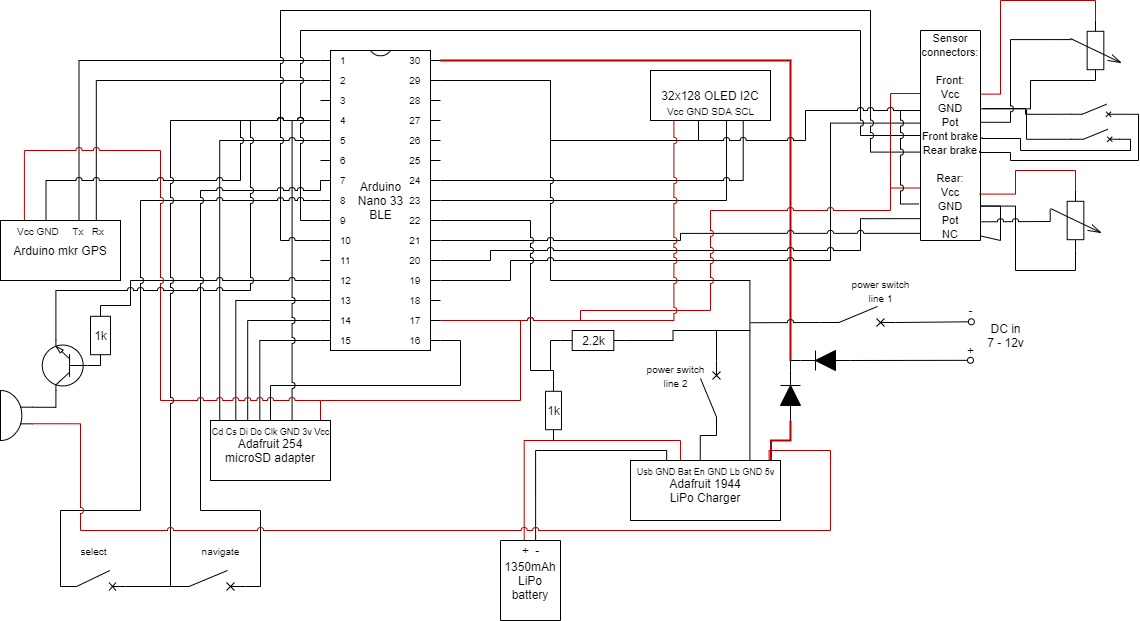 Sensor
connectors:
Front:
Vcc
GND
Pot
Front brake
Rear brake
Rear:
Vcc
GND
Pot
NC
32x128 OLED I2C
Vcc GND SDA SCL
1 30
2 29
3 28
4 27
5 26
6 25
7 24
8 23
9 22
10 21
11 20
12 19
13 18
14 17
15 16
Arduino
Nano 33
BLE
Vcc GND Tx Rx
Arduino mkr GPS
1k
2.2k
1k
power switch
line 1
-
DC in
7 - 12v
+
power switch
line 2
Cd Cs Di Do Clk GND 3v Vcc
Adafruit 254
microSD adapter
Usb GND Bat En GND Lb GND 5v
Adafruit 1944
LiPo Charger
select
navigate
+ -
1350mAh
LiPo
battery